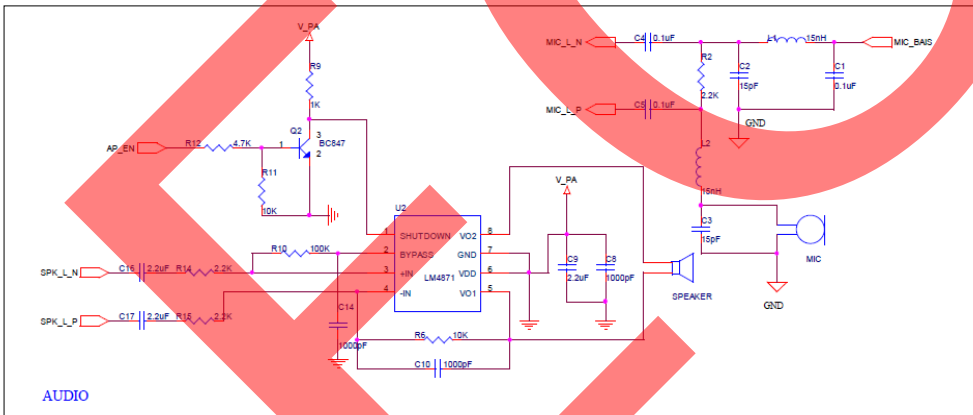 V_PA
R9
1K
Q2
3
BC847
1
2
AP_EN
R12
4.7K
R11
10K
MIC_L_N
C4
0.1uF
L1
15nH
MIC_BAIS
R2
2.2K
C2
15pF
C1
0.1uF
MIC_L_P
C5
0.1uF
GND
L2
15nH
C3
15pF
MIC
GND
V_PA
C9
2.2uF
C8
1000pF
SPEAKER
U2
1
SHUTDOWN
VO2
8
2
BYPASS
GND
7
3
+IN
VDD
6
4
-IN
VO1
5
LM4871
R10
100K
SPK_L_N
C16
2.2uF
R14
2.2K
SPK_L_P
C17
2.2uF
R15
2.2K
C14
1000pF
R6
10K
C10
1000pF
AUDIO